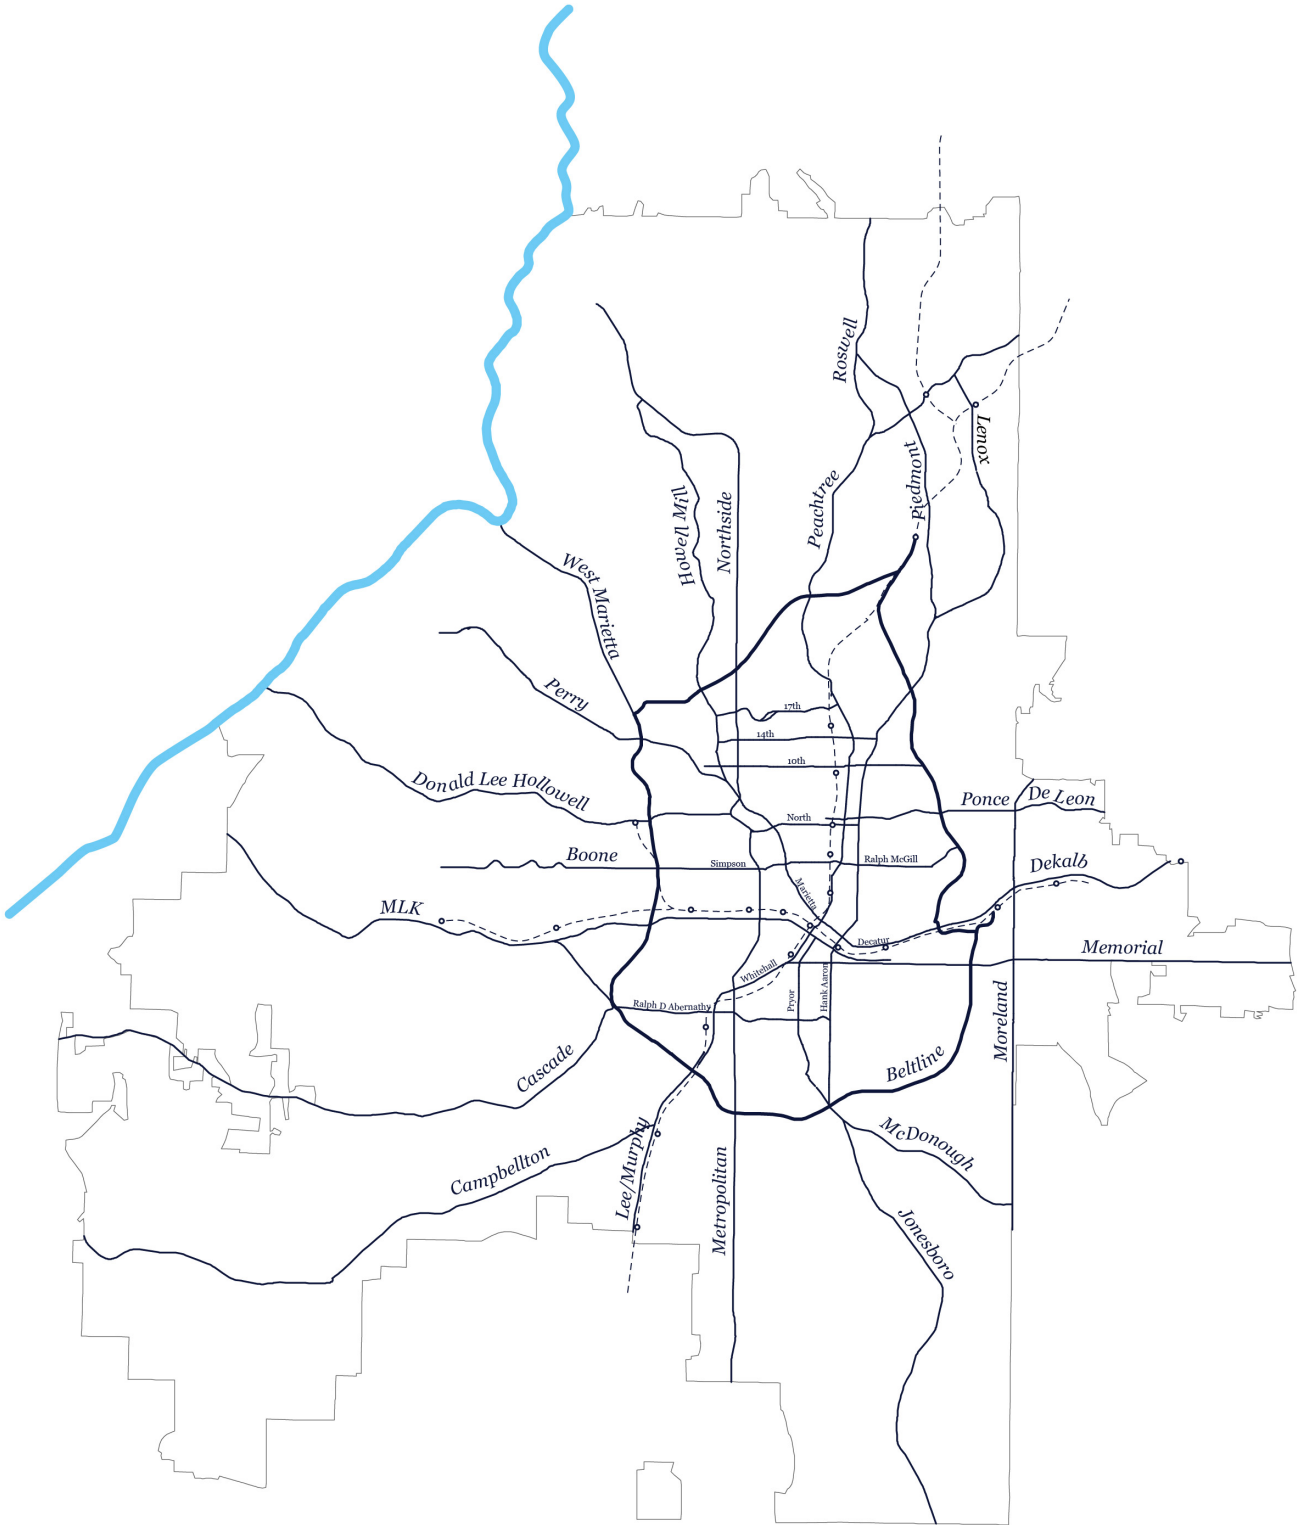 Roswell
Lenox
Piedmont
Peachtree
Howell Mill
Northside
West Marietta
Perry
17th
14th
10th
Donald Lee Hollowell
North
Ponce De Leon
Boone
Simpson
Ralph McGill
Dekalb
Marietta
MLK
Decatur
Memorial
Whitehall
Pryor
Hank Aaron
Ralph D Abernathy
Moreland
Cascade
Beltline
McDonough
Campbellton
Lee/Murphy
Metropolitan
Jonesboro